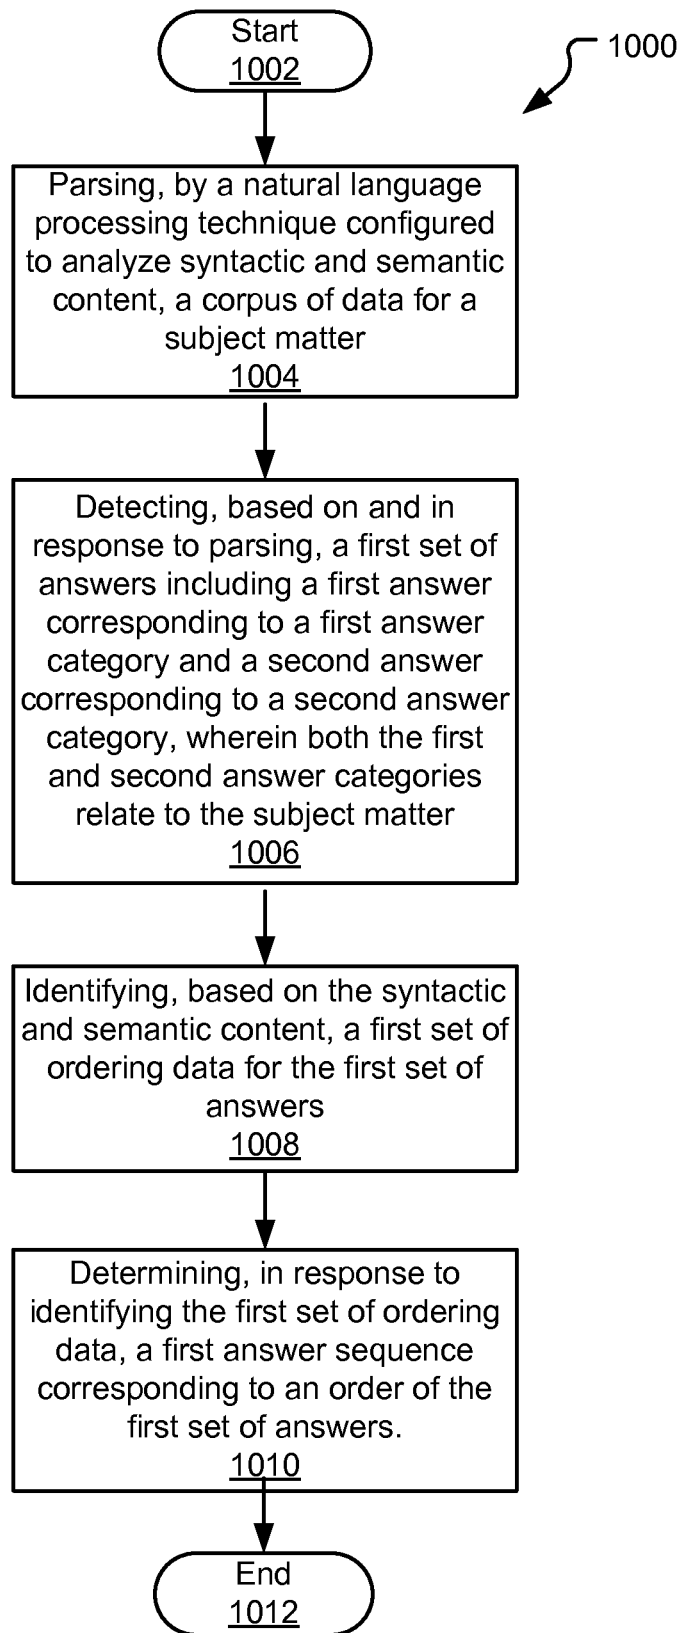 Start
1002
1000
Parsing, by a natural language
processing technique configured
to analyze syntactic and semantic
content, a corpus of data for a
subject matter
1004
Detecting, based on and in
response to parsing, a first set of
answers including a first answer
corresponding to a first answer
category and a second answer
corresponding to a second answer
category, wherein both the first
and second answer categories
relate to the subject matter
1006
Identifying, based on the syntactic
and semantic content, a first set of
ordering data for the first set of
answers
1008
Determining, in response to
identifying the first set of ordering
data, a first answer sequence
corresponding to an order of the
first set of answers.
1010
End
1012